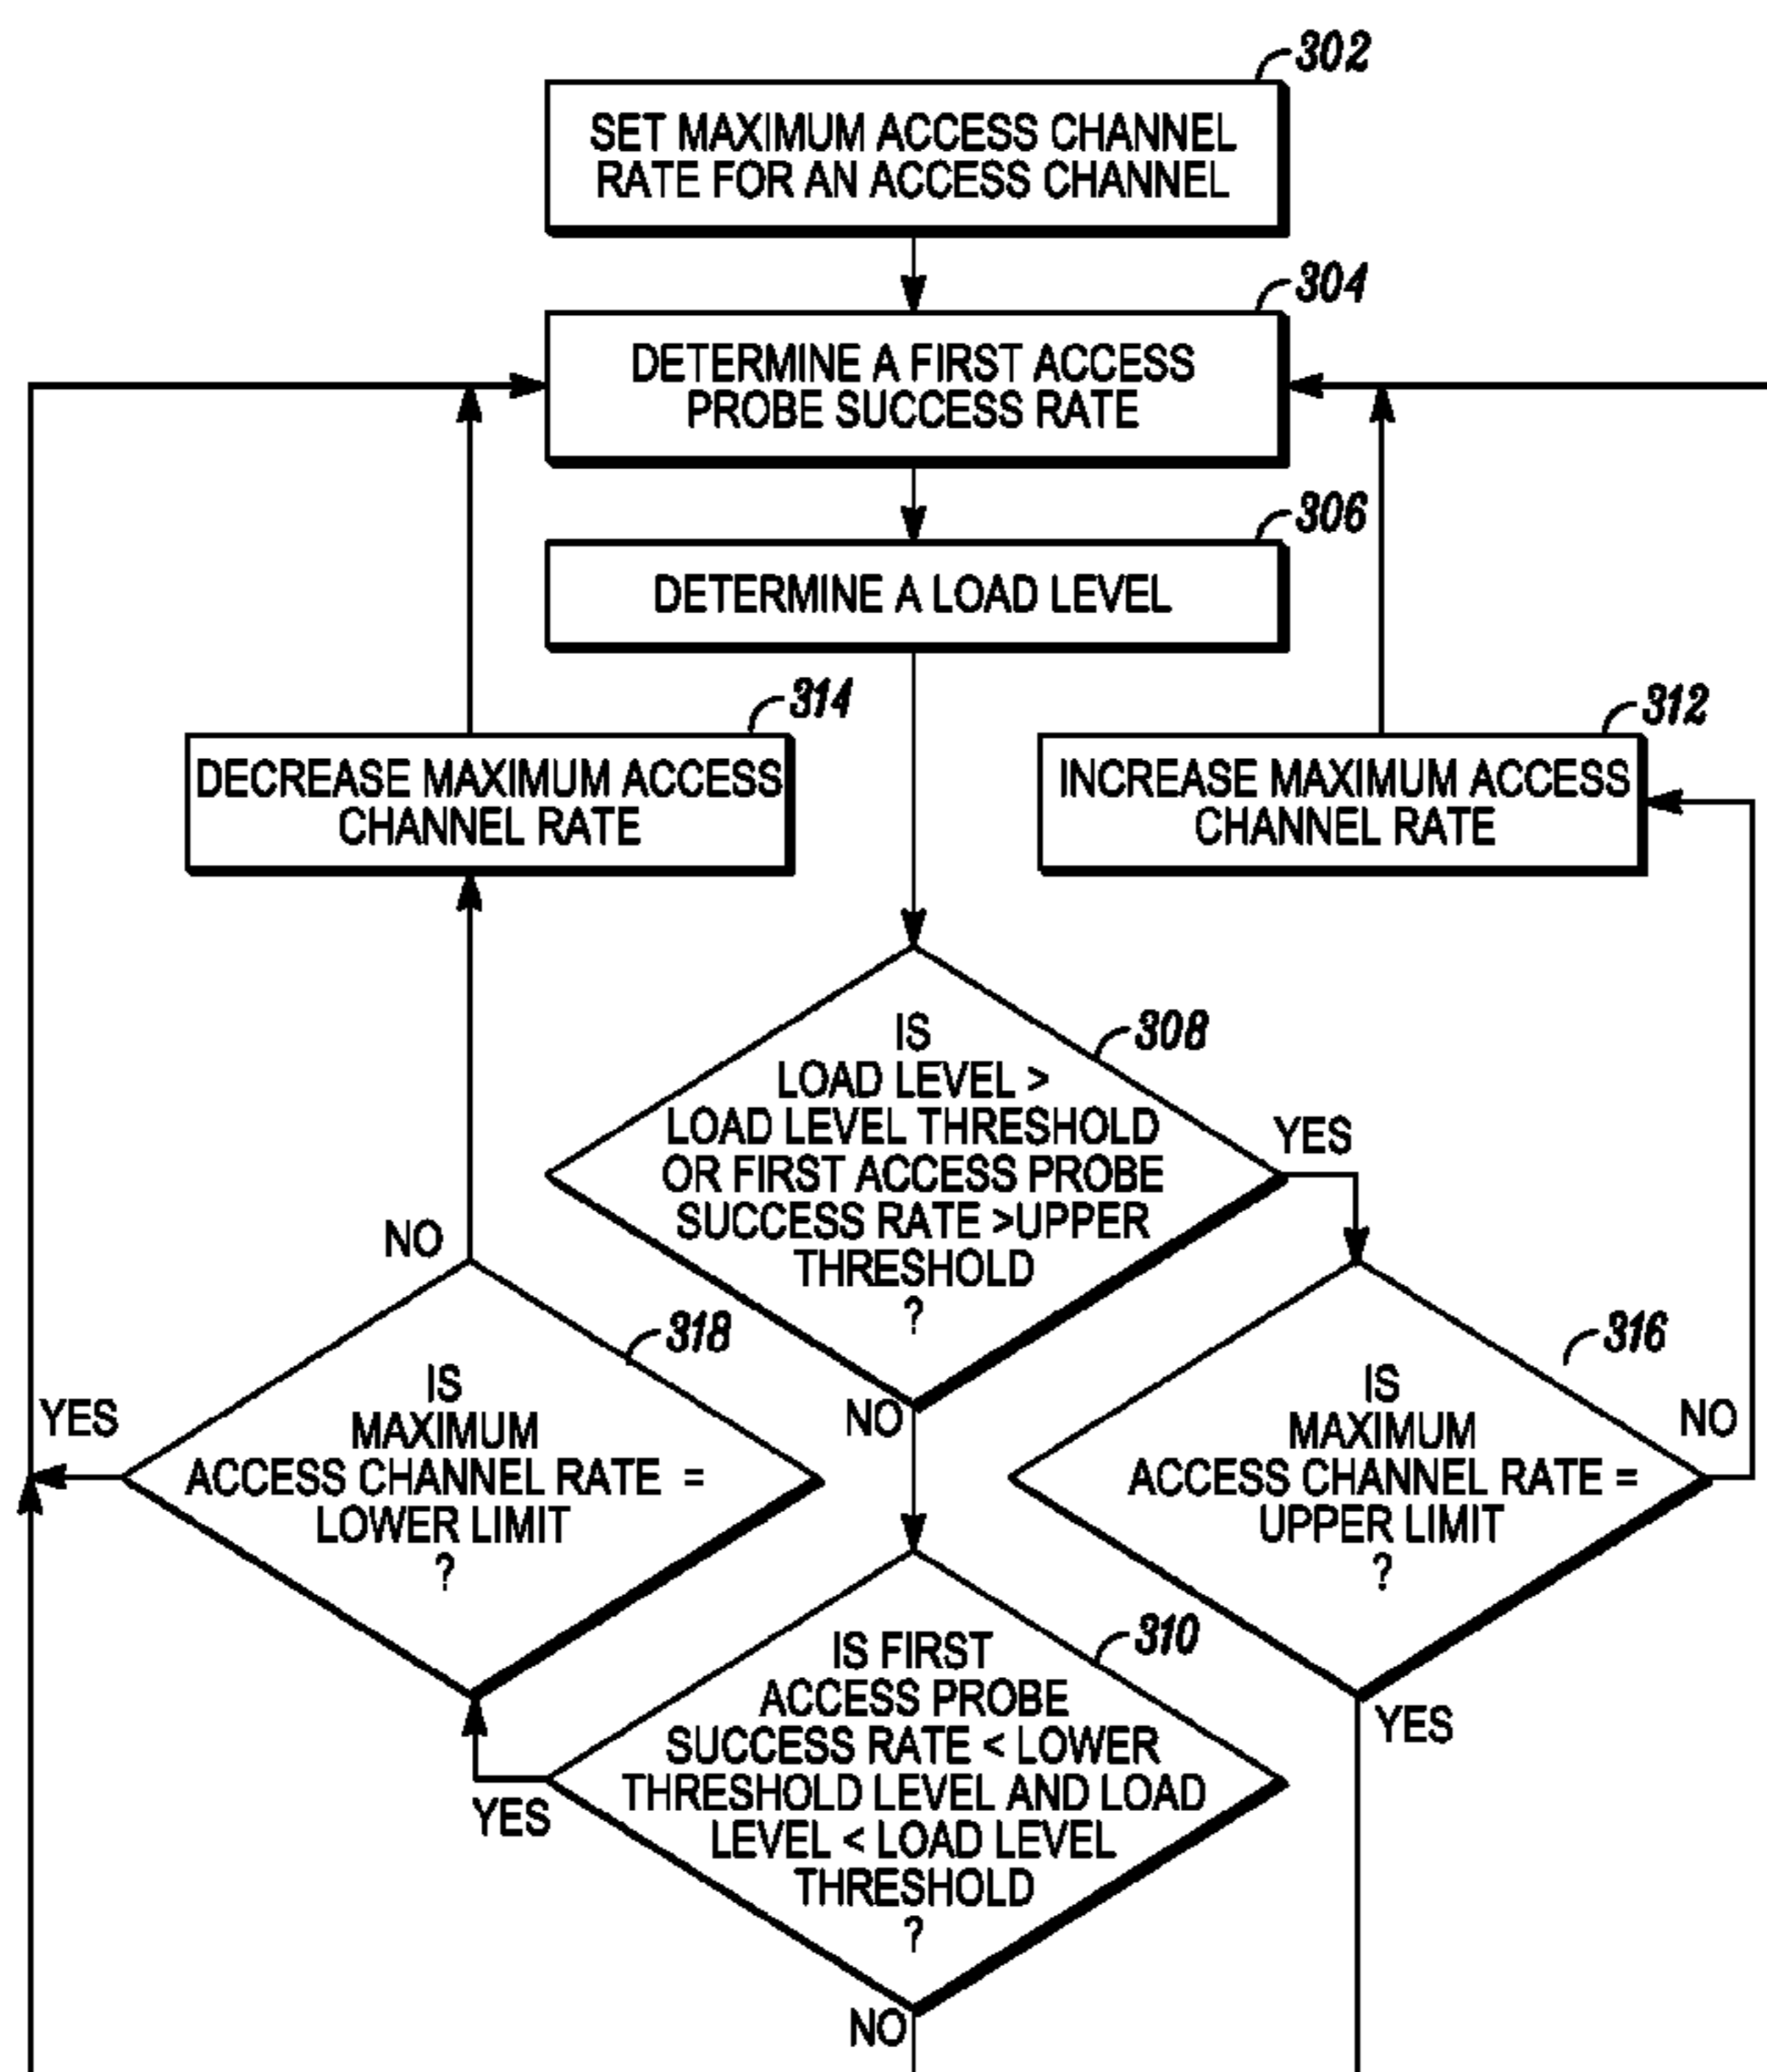 302
SET MAXIMUM ACCESS CHANNEL
RATE FOR AN ACCESS CHANNEL
304
DETERMINE A FIRST ACCESS
PROBE SUCCESS RATE
306
DETERMINE A LOAD LEVEL
314
DECREASE MAXIMUM ACCESS
CHANNEL RATE
312
INCREASE MAXIMUM ACCESS
CHANNEL RATE
308
IS
LOAD LEVEL >
LOAD LEVEL THRESHOLD
OR FIRST ACCESS PROBE
SUCCESS RATE >UPPER
THRESHOLD
?
YES
NO
NO
318
IS
MAXIMUM
ACCESS CHANNEL RATE =
LOWER LIMIT
?
YES
316
IS
MAXIMUM
ACCESS CHANNEL RATE =
UPPER LIMIT
?
NO
YES
310
IS FIRST
ACCESS PROBE
SUCCESS RATE < LOWER
THRESHOLD LEVEL AND LOAD
LEVEL < LOAD LEVEL
THRESHOLD
?
YES
NO